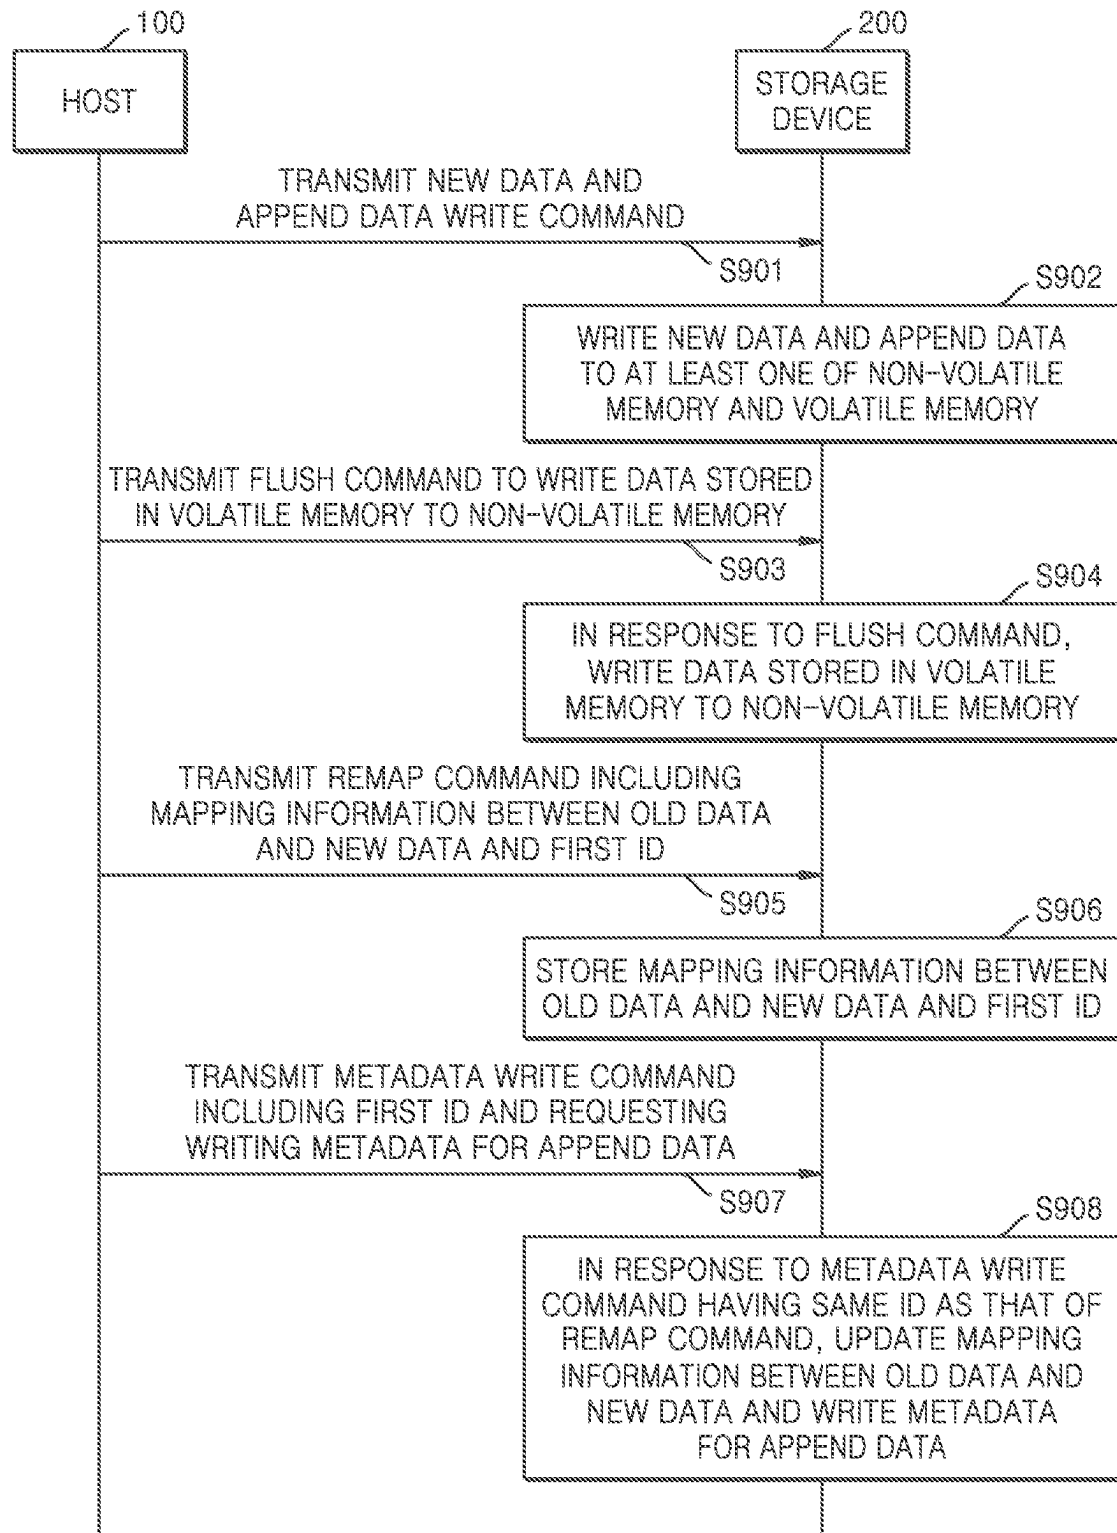 100
200
HOST
STORAGE
DEVICE
TRANSMIT NEW DATA AND
APPEND DATA WRITE COMMAND
S901
S902
WRITE NEW DATA AND APPEND DATA
TO AT LEAST ONE OF NON-VOLATILE
MEMORY AND VOLATILE MEMORY
TRANSMIT FLUSH COMMAND TO WRITE DATA STORED
IN VOLATILE MEMORY TO NON-VOLATILE MEMORY
S903
S904
IN RESPONSE TO FLUSH COMMAND,
WRITE DATA STORED IN VOLATILE
MEMORY TO NON-VOLATILE MEMORY
TRANSMIT REMAP COMMAND INCLUDING
MAPPING INFORMATION BETWEEN OLD DATA
AND NEW DATA AND FIRST ID
S905
S906
STORE MAPPING INFORMATION BETWEEN
OLD DATA AND NEW DATA AND FIRST ID
TRANSMIT METADATA WRITE COMMAND
INCLUDING FIRST ID AND REQUESTING
WRITING METADATA FOR APPEND DATA
S907
S908
IN RESPONSE TO METADATA WRITE
COMMAND HAVING SAME ID AS THAT OF
REMAP COMMAND, UPDATE MAPPING
INFORMATION BETWEEN OLD DATA AND
NEW DATA AND WRITE METADATA
FOR APPEND DATA